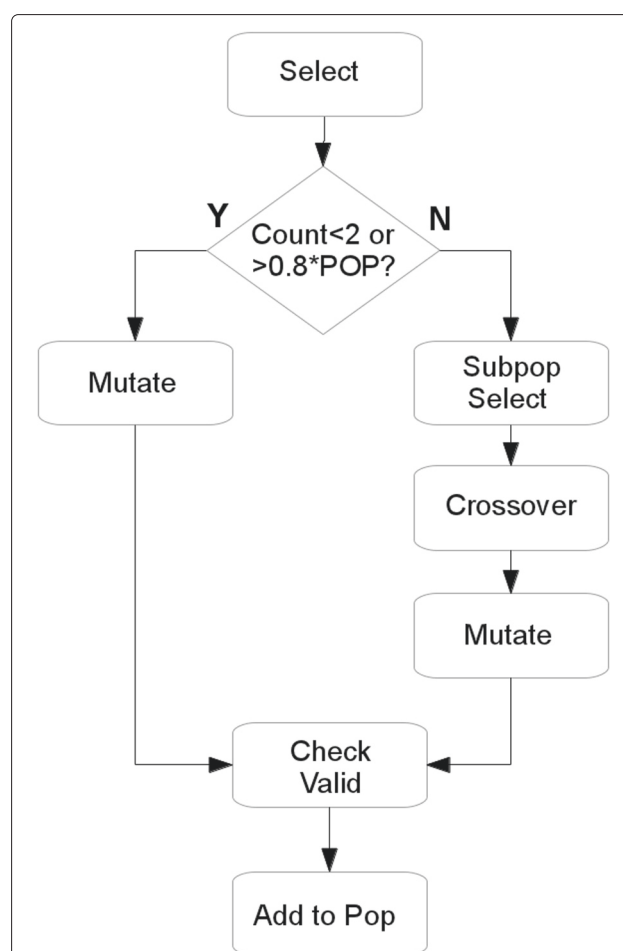 Select
Y
N
Count<2 or
>0.8*POP?
Mutate
Subpop
Select
Crossover
Mutate
Check
Valid
Add to Pop